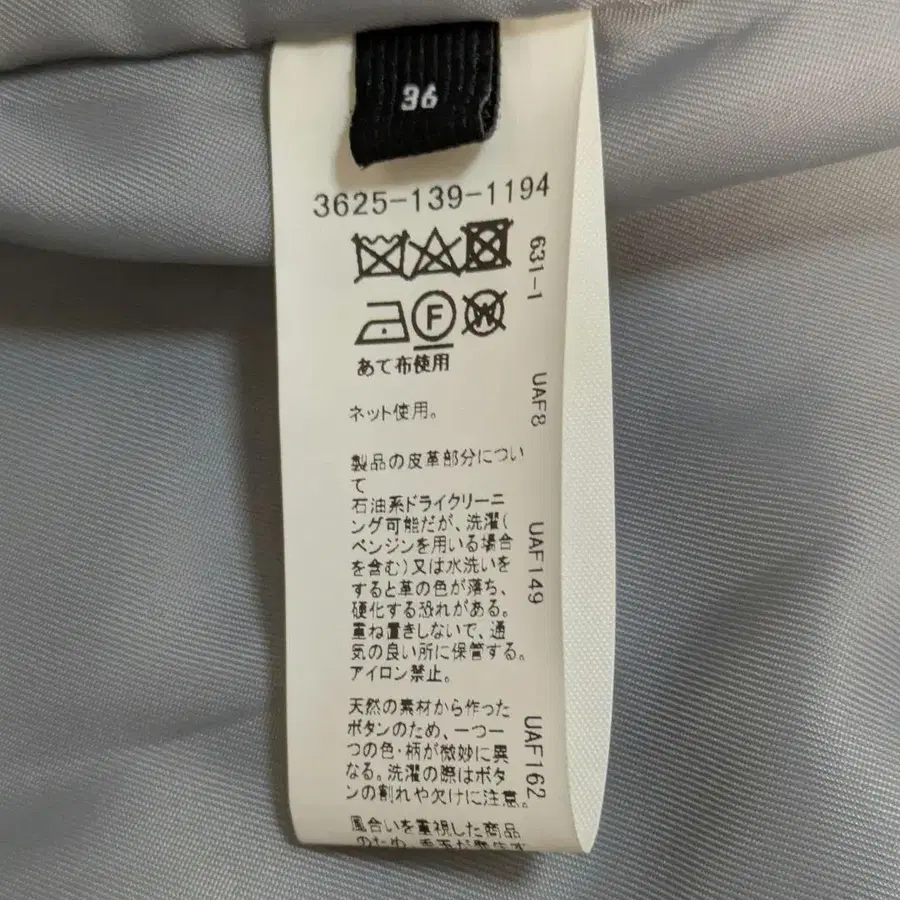 36
3625-139-1194
F
W
あて布使用
ネット使用。
製品の皮革部分につい
て
石油系ドライクリーニ
ング可能だが、洗濯(
ベンジンを用いる場合
を含む)又は水洗いを
すると革の色が落ち、
硬化する恐れがある。
重ね置きしないで、通
気の良い所に保管する。
アイロン禁止。
天然の素材から作った
ボタンのため、一つ一
つの色・柄が微妙に異
なる。洗濯の際はボタ
ンの割れや欠けに注意。
風合いを重視した商品
のため、毛玉が
631-1
UAF8
UAF149
UAF162